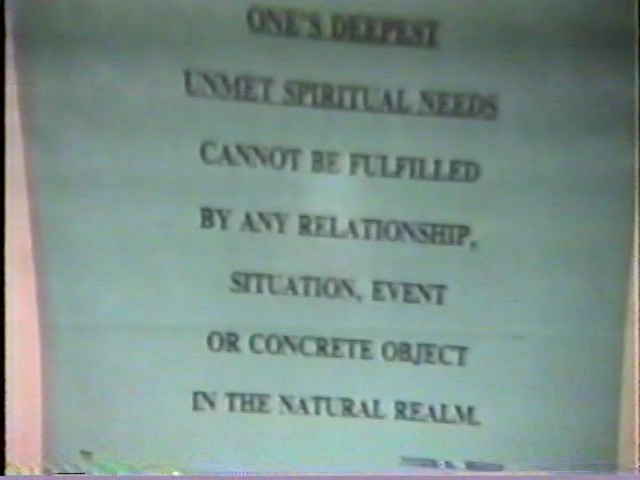 ONE'S DEEPEST
UNMET SPIRITUAL NEEDS
CANNOT BE FULFILLED
BY ANY RELATIONSHIP,
SITUATION, EVENT
OR CONCRETE OBJECT
IN THE NATURAL REALM.